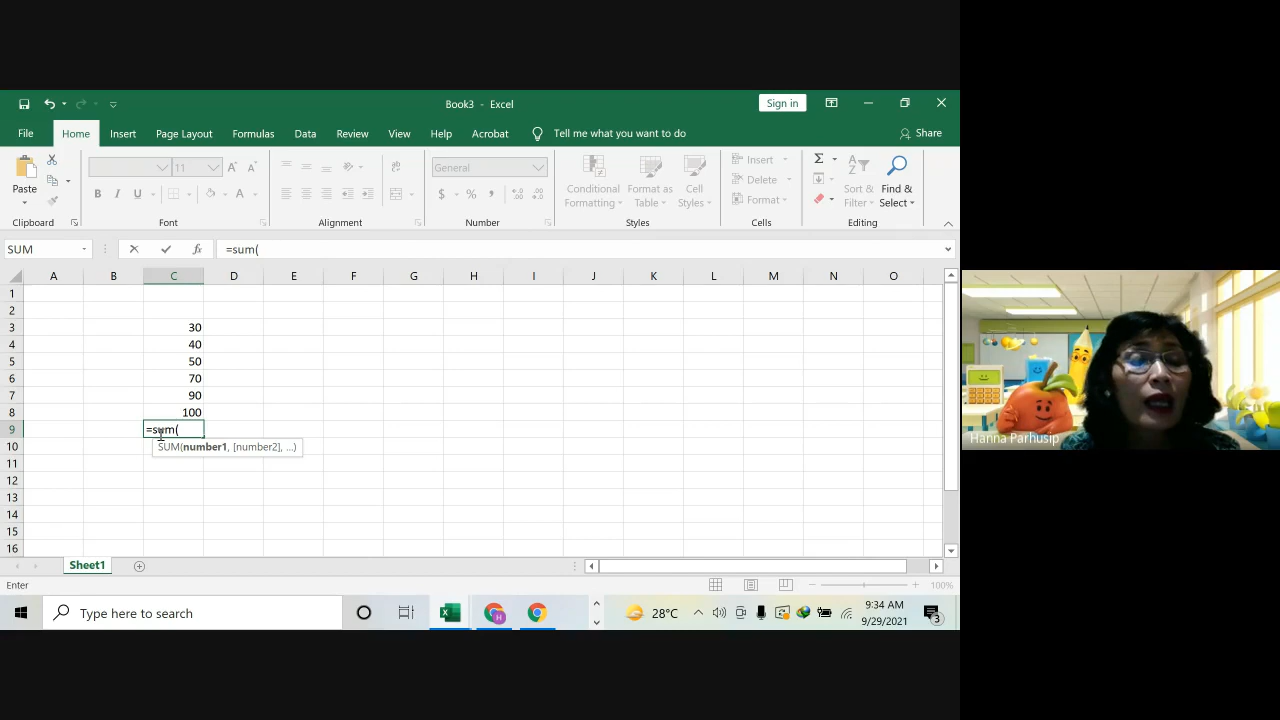 Book3 - Excel
Sign in
File Home Insert Page Layout Formulas Data Review View Help Acrobat Tell me what you want to do Share
Paste
11
B I U A
General
$ % ,
Conditional Formatting
Format as Table
Cell Styles
Insert
Delete
Format
Σ
Sort & Filter
Find & Select
Clipboard Font Alignment Number Styles Cells Editing
SUM fx =sum(
A B C D E F G H I J K L M N O
1
2
3 30
4 40
5 50
6 70
7 90
8 100
9 =sum(
10 SUM(number1, [number2], ...)
11
12
13
14
15
16
Sheet1
Enter 100%
Type here to search
28°C
9:34 AM
9/29/2021
3
Hanna Parhusip